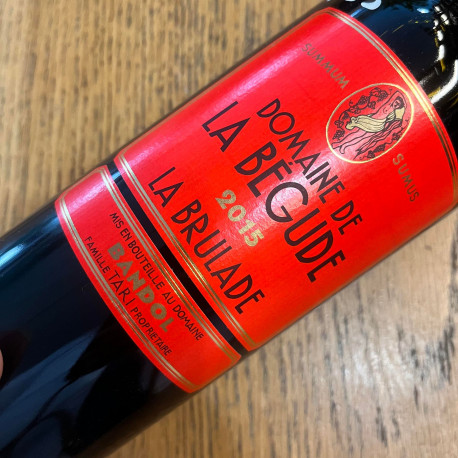 SUMMUM
SUMUS
DOMAINE DE
LA BÉGUDE
2015
LA BRULADE
MIS EN BOUTEILLE AU DOMAINE
BANDOL
FAMILLE TARI PROPRIÉTAIRE